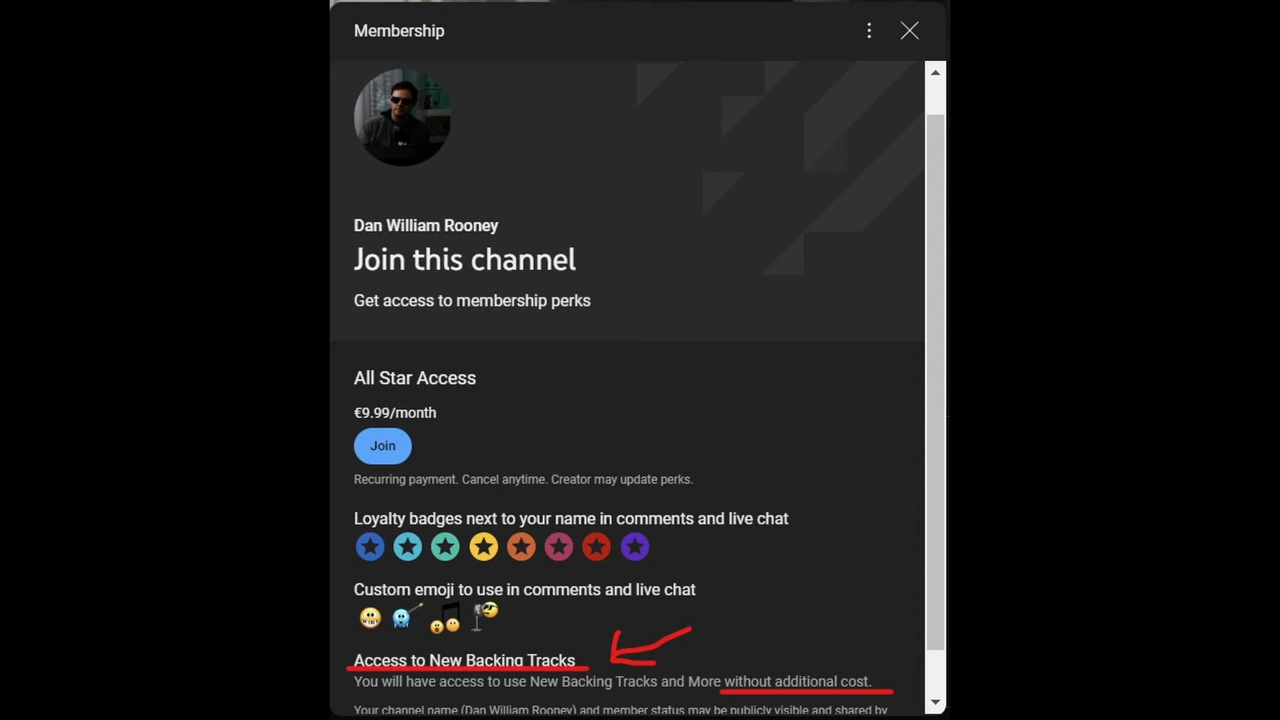 Membership
Dan William Rooney
Join this channel
Get access to membership perks
All Star Access
€9.99/month
Join
Recurring payment. Cancel anytime. Creator may update perks.
Loyalty badges next to your name in comments and live chat
Custom emoji to use in comments and live chat
Access to New Backing Tracks
You will have access to use New Backing Tracks and More without additional cost.
Your channel name (Dan William Rooney) and member status may be publicly visible and shared by